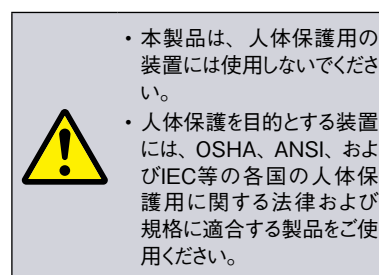 ・本製品は、人体保護用の
装置には使用しないでくださ
い。
・人体保護を目的とする装置
には、OSHA、ANSI、およ
びIEC等の各国の人体保
護用に関する法律および
規格に適合する製品をご使
用ください。